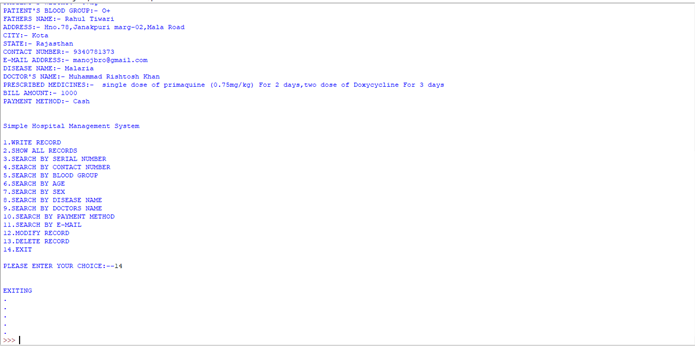 PATIENT'S BLOOD GROUP:- O+
FATHERS NAME:- Rahul Tiwari
ADDRESS:- Hno.78,Janakpuri marg-02,Mala Road
CITY:- Kota
STATE:- Rajasthan
CONTACT NUMBER:- 9340781373
E-MAIL ADDRESS:- manojbro@gmail.com
DISEASE NAME:- Malaria
DOCTOR'S NAME:- Muhammad Rishtosh Khan
PRESCRIBED MEDICINES:-  single dose of primaquine (0.75mg/kg) For 2 days,two dose of Doxycycline For 3 days
BILL AMOUNT:- 1000
PAYMENT METHOD:- Cash
Simple Hospital Management System
1.WRITE RECORD
2.SHOW ALL RECORDS
3.SEARCH BY SERIAL NUMBER
4.SEARCH BY CONTACT NUMBER
5.SEARCH BY BLOOD GROUP
6.SEARCH BY AGE
7.SEARCH BY SEX
8.SEARCH BY DISEASE NAME
9.SEARCH BY DOCTORS NAME
10.SEARCH BY PAYMENT METHOD
11.SEARCH BY E-MAIL
12.MODIFY RECORD
13.DELETE RECORD
14.EXIT
PLEASE ENTER YOUR CHOICE:--14
EXITING
.
.
.
.
.
>>>